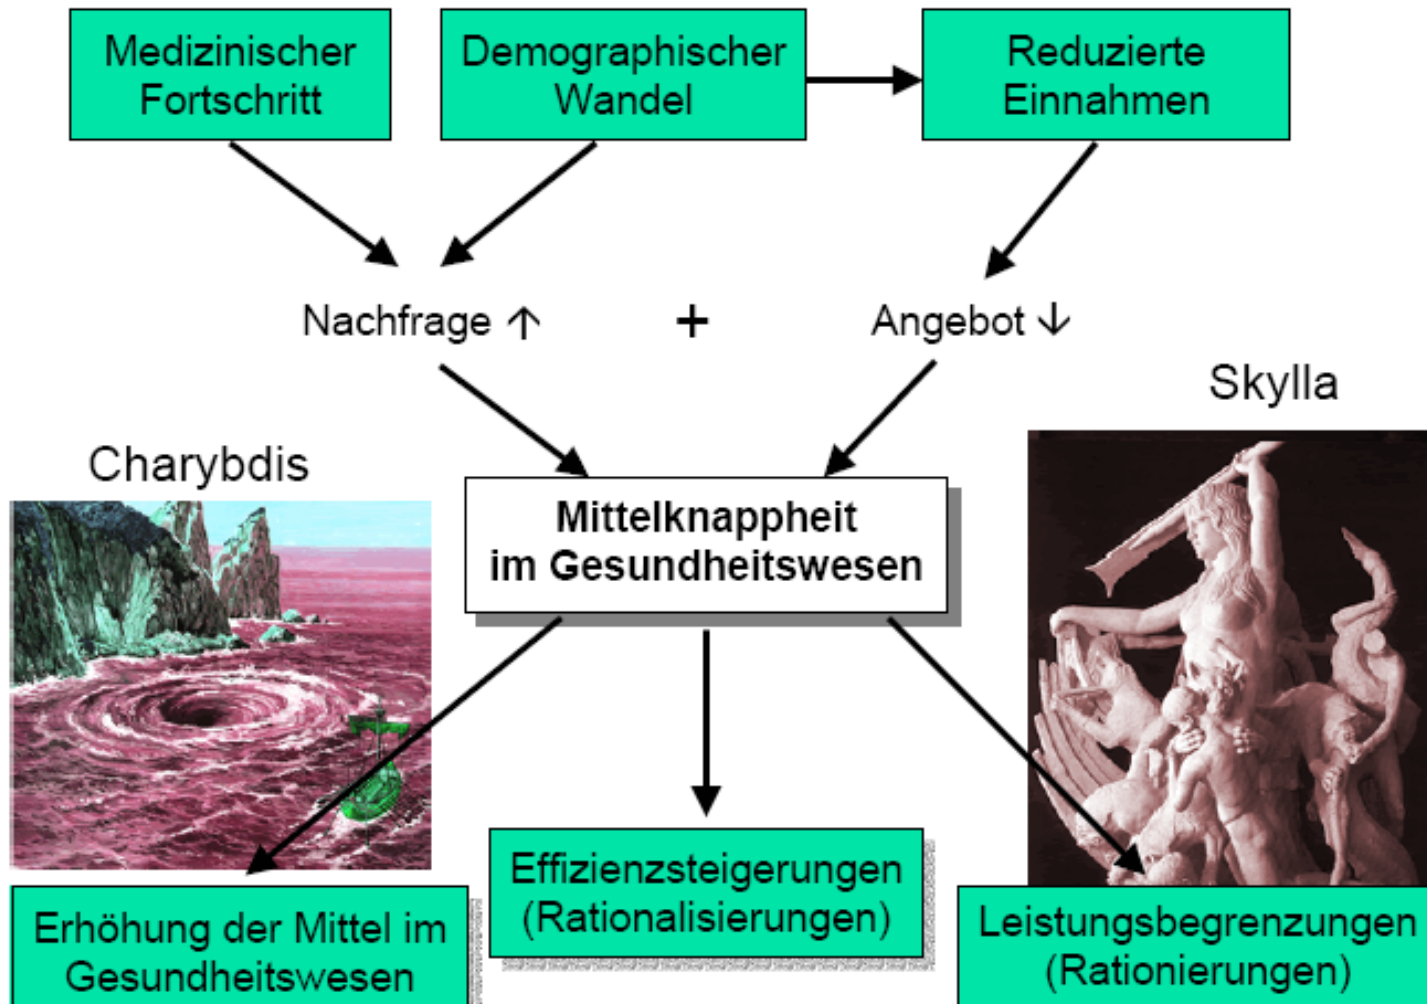 Medizinischer
Fortschritt
Demographischer
Wandel
Reduzierte
Einnahmen
Nachfrage ↑
+
Angebot ↓
Skylla
Charybdis
Mittelknappheit
im Gesundheitswesen
Erhöhung der Mittel im
Gesundheitswesen
Effizienzsteigerungen
(Rationalisierungen)
Leistungsbegrenzungen
(Rationierungen)